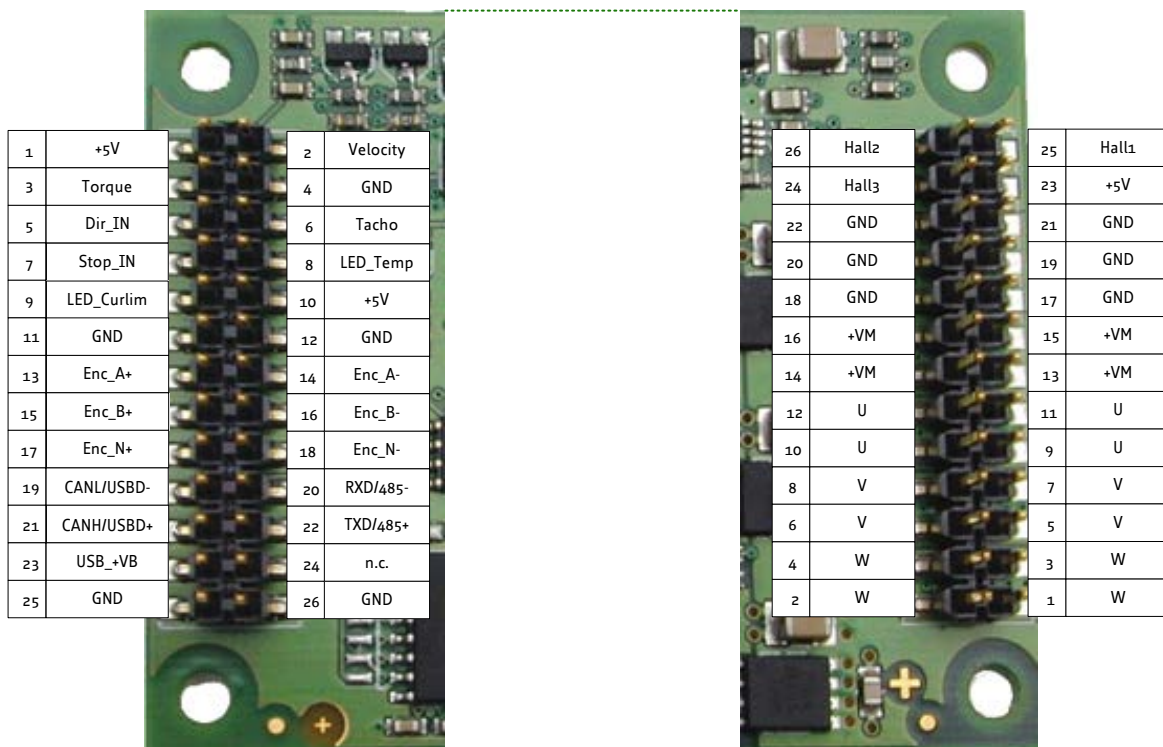 1 +5V 2 Velocity 26 Hall2 25 Hall1
3 Torque 4 GND 24 Hall3 23 +5V
5 Dir_IN 6 Tacho 22 GND 21 GND
7 Stop_IN 8 LED_Temp 20 GND 19 GND
9 LED_Curlim 10 +5V 18 GND 17 GND
11 GND 12 GND 16 +VM 15 +VM
13 Enc_A+ 14 Enc_A- 14 +VM 13 +VM
15 Enc_B+ 16 Enc_B- 12 U 11 U
17 Enc_N+ 18 Enc_N- 10 U 9 U
19 CANL/USBD- 20 RXD/485- 8 V 7 V
21 CANH/USBD+ 22 TXD/485+ 6 V 5 V
23 USB_+VB 24 n.c. 4 W 3 W
25 GND 26 GND 2 W 1 W